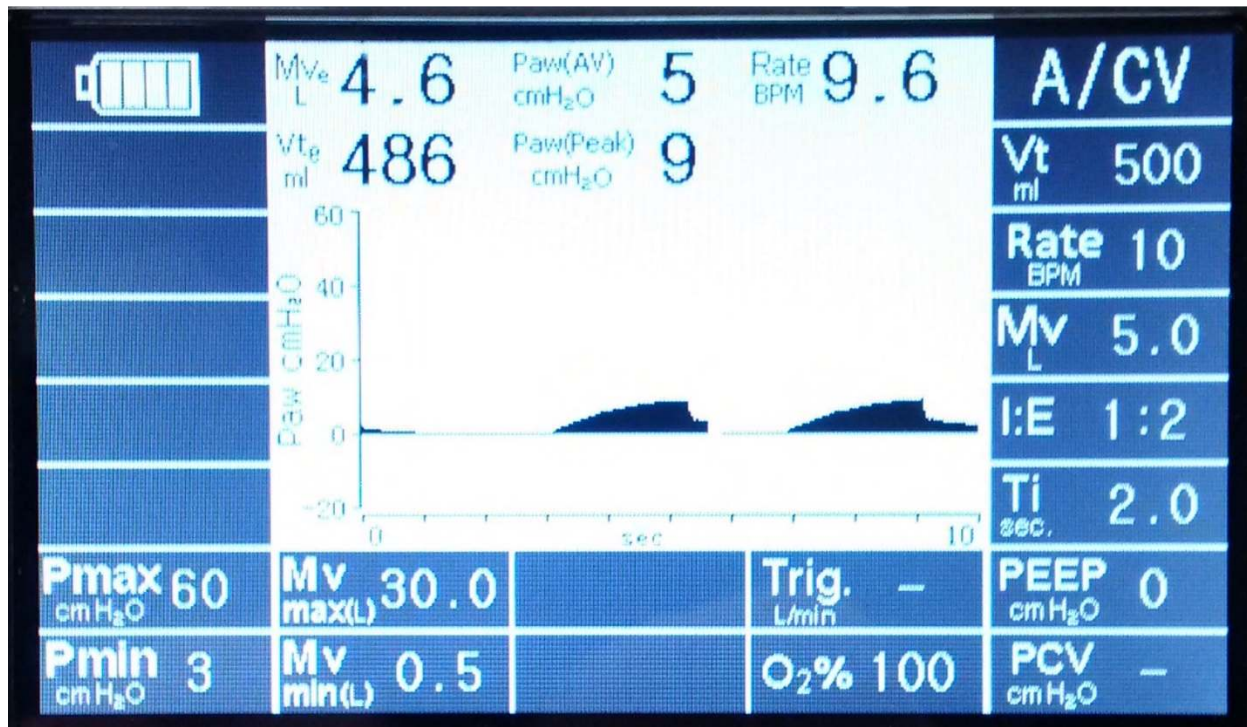 MVe L 4.6 Paw(AV) cmH₂O 5 Rate BPM 9.6
Vte ml 486 Paw(Peak) cmH₂O 9
A/CV
Vt ml 500
Rate BPM 10
Mv L 5.0
I:E 1:2
Ti sec. 2.0
PEEP cmH₂O 0
PCV cmH₂O –
Paw cmH₂O
60
40
20
0
-20
0 sec 10
Pmax cmH₂O 60 Mv max(L) 30.0 Trig. L/min –
Pmin cmH₂O 3 Mv min(L) 0.5 O₂% 100